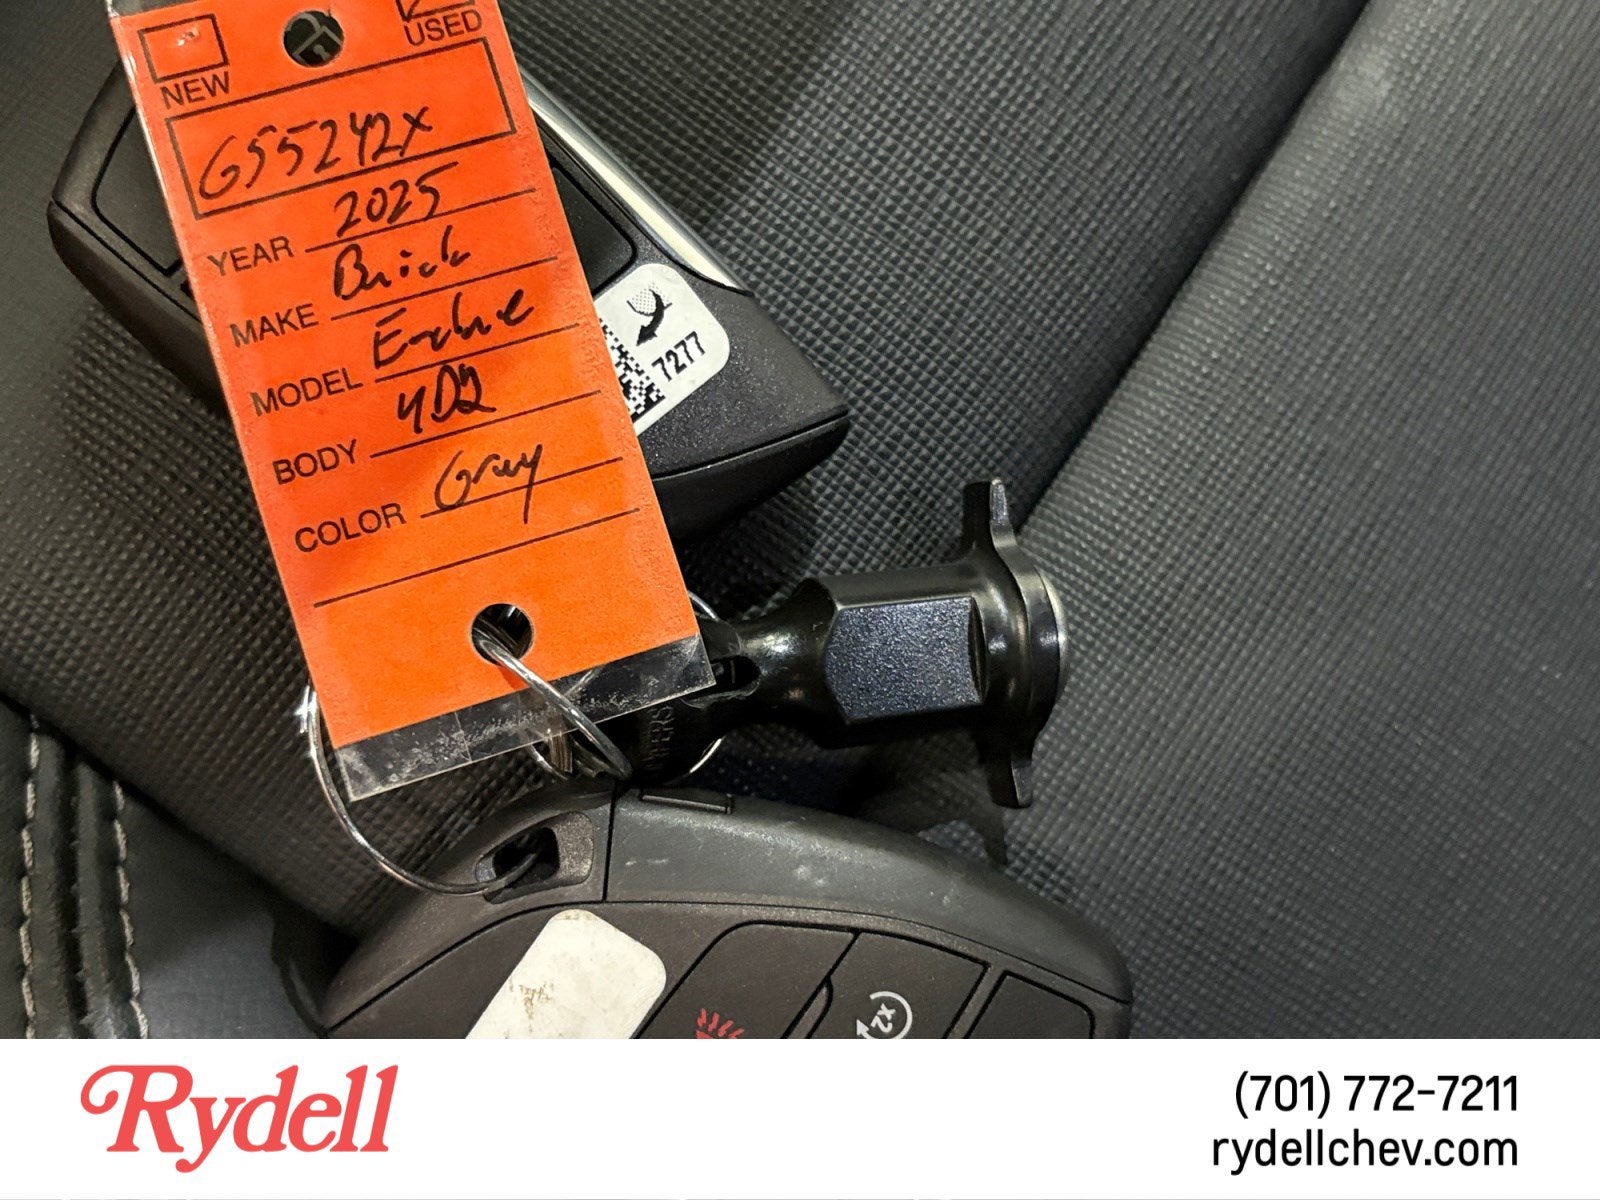 NEW
USED
G55242X
YEAR 2025
MAKE Buick
MODEL Enclave
BODY 4D2
COLOR Gray
7277
x2
Rydell
(701) 772-7211
rydellchev.com